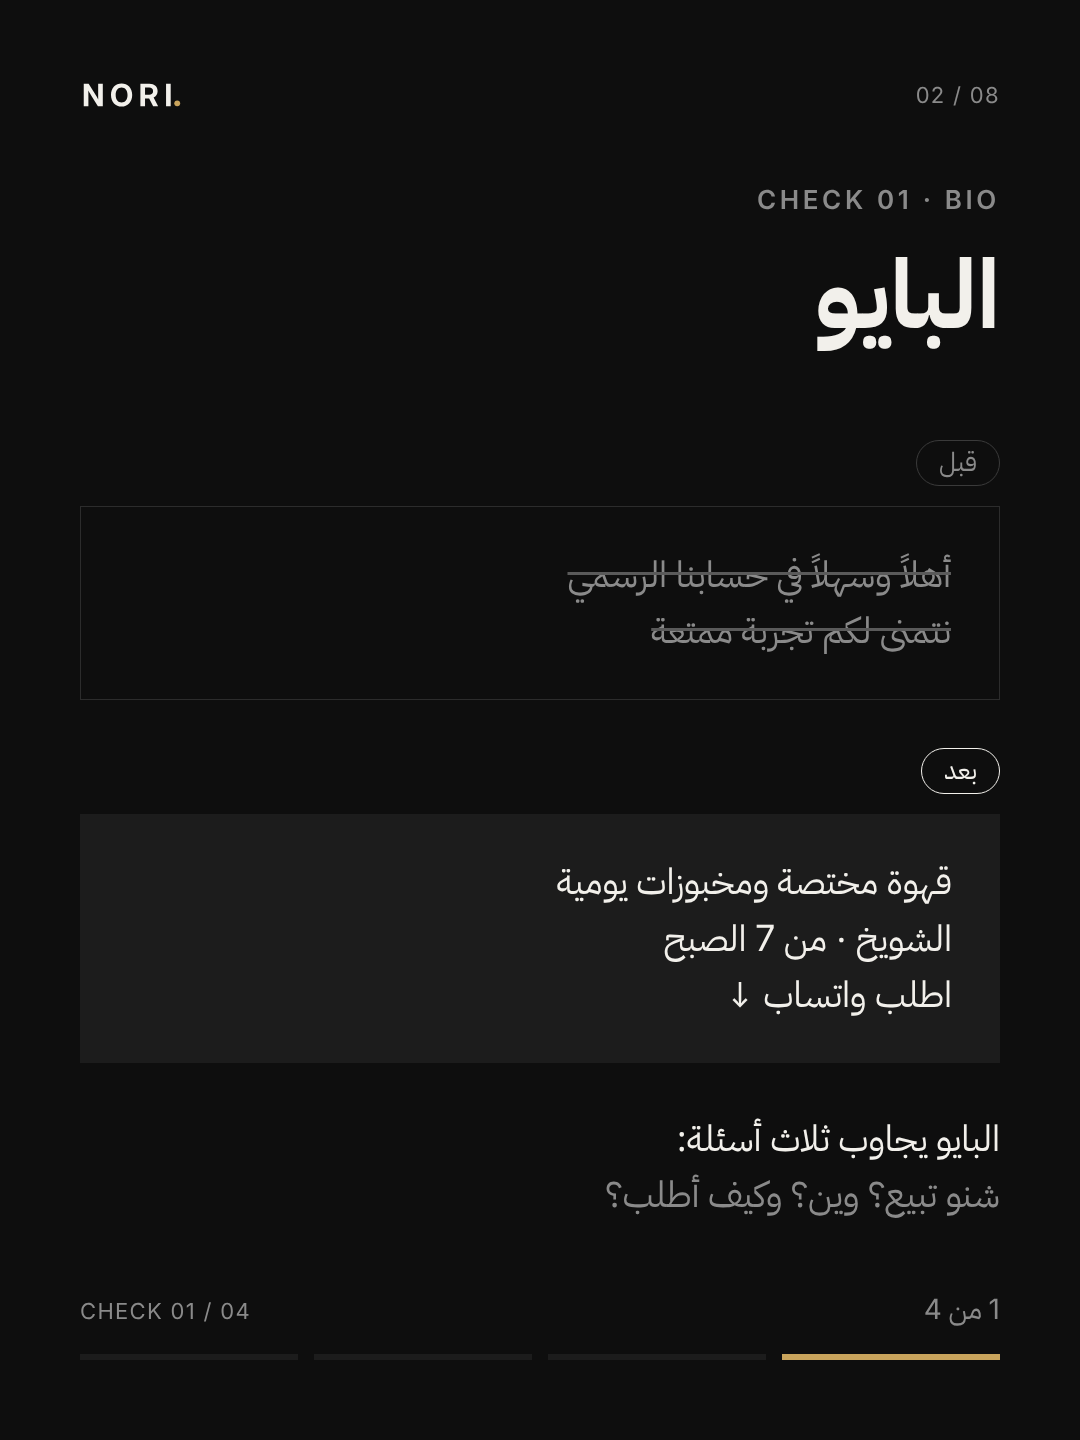 NORI.
02 / 08
CHECK 01 · BIO
البايو
قبل
أهلاً وسهلاً في حسابنا الرسمي
نتمنى لكم تجربة ممتعة
بعد
قهوة مختصة ومخبوزات يومية
الشويخ · من 7 الصبح
اطلب واتساب ↓
البايو يجاوب ثلاث أسئلة:
شنو تبيع؟ وين؟ وكيف أطلب؟
1 من 4
CHECK 01 / 04